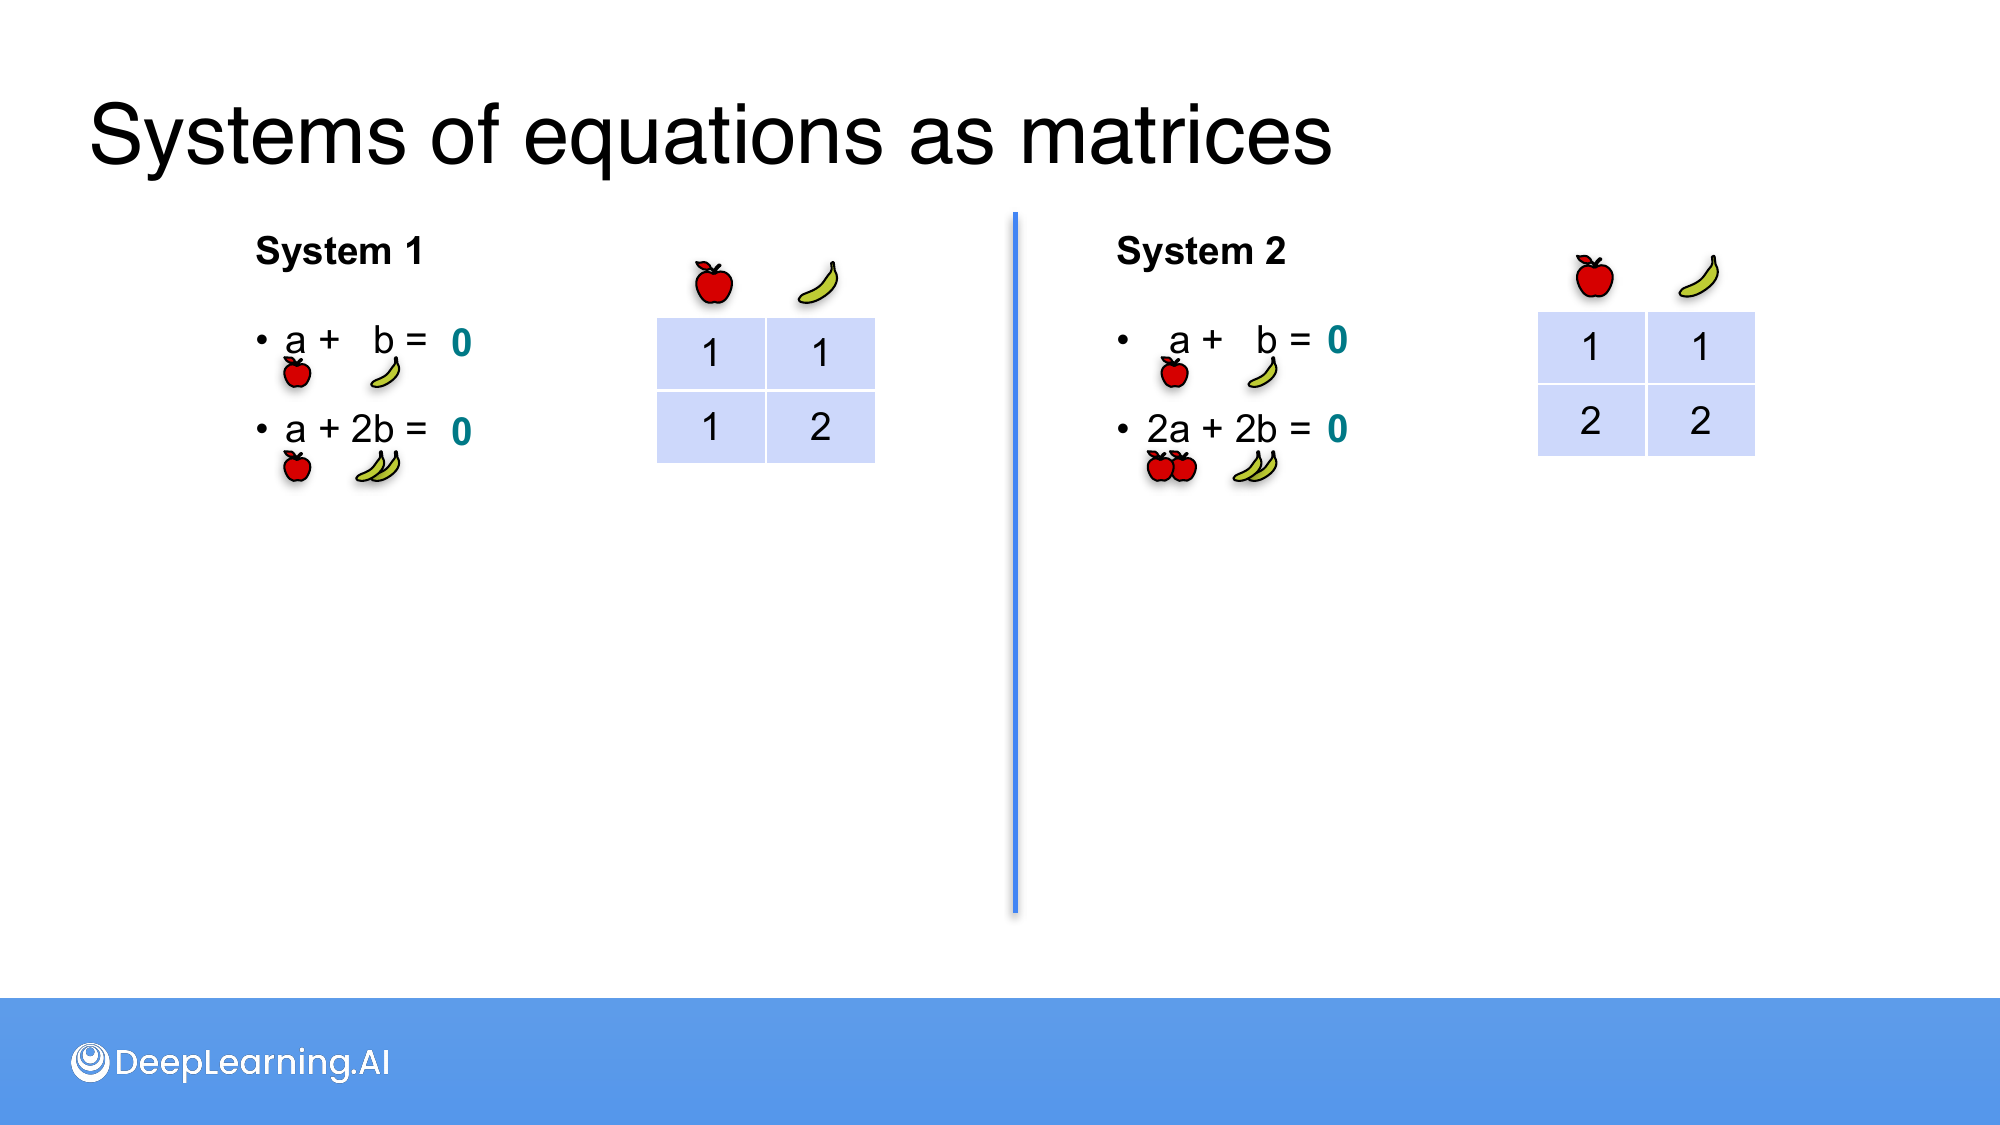 Systems of equations as matrices
System 1
• a + b = 0
• a + 2b = 0
1 1
1 2
System 2
• a + b = 0
• 2a + 2b = 0
1 1
2 2
DeepLearning.AI